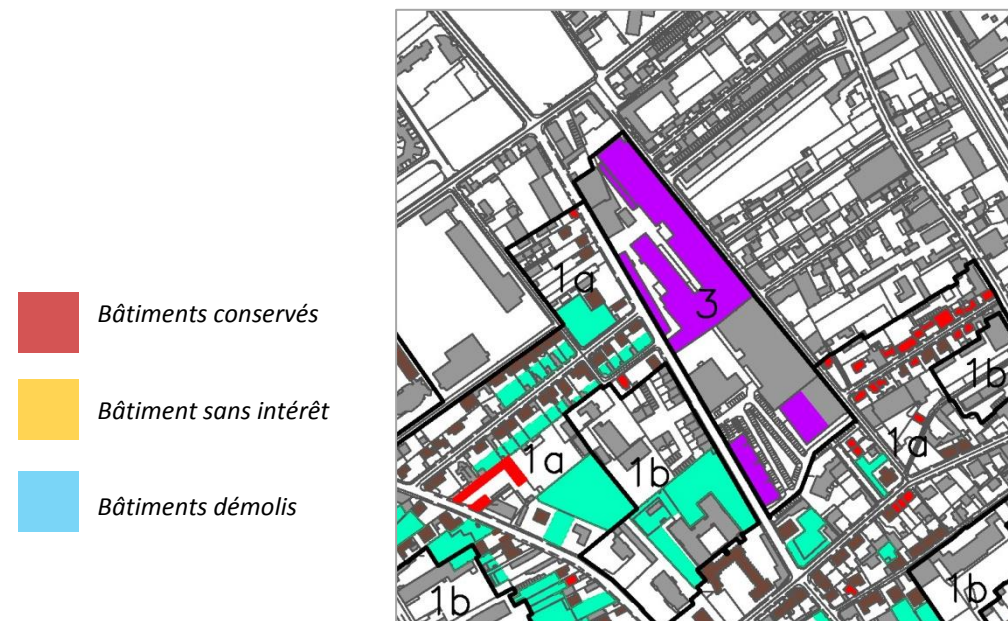 Bâtiments conservés
Bâtiment sans intérêt
Bâtiments démolis
1a
3
1b
1a
1a
1b
1b
1b